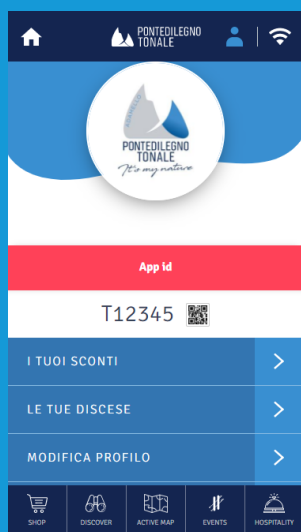 PONTEDILEGNO
TONALE
ADAMELLO
PONTEDILEGNO
TONALE
It's my nature
App id
T12345
I TUOI SCONTI
LE TUE DISCESE
MODIFICA PROFILO
SHOP
DISCOVER
ACTIVE MAP
EVENTS
HOSPITALITY